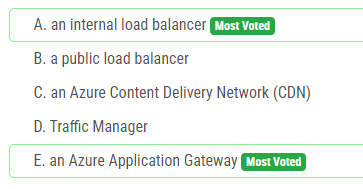 A. an internal load balancer Most Voted
B. a public load balancer
C. an Azure Content Delivery Network (CDN)
D. Traffic Manager
E. an Azure Application Gateway Most Voted